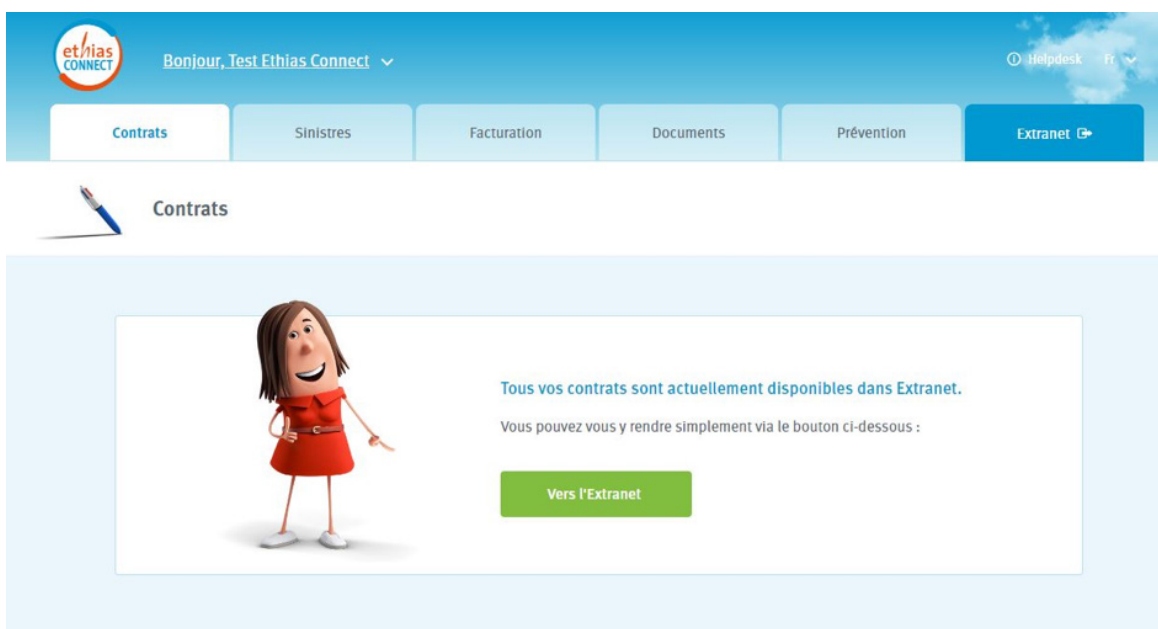 ethias
CONNECT
Bonjour, Test Ethias Connect
Helpdesk Fr
Contrats Sinistres Facturation Documents Prévention Extranet
Contrats
Tous vos contrats sont actuellement disponibles dans Extranet.
Vous pouvez vous y rendre simplement via le bouton ci-dessous :
Vers l'Extranet